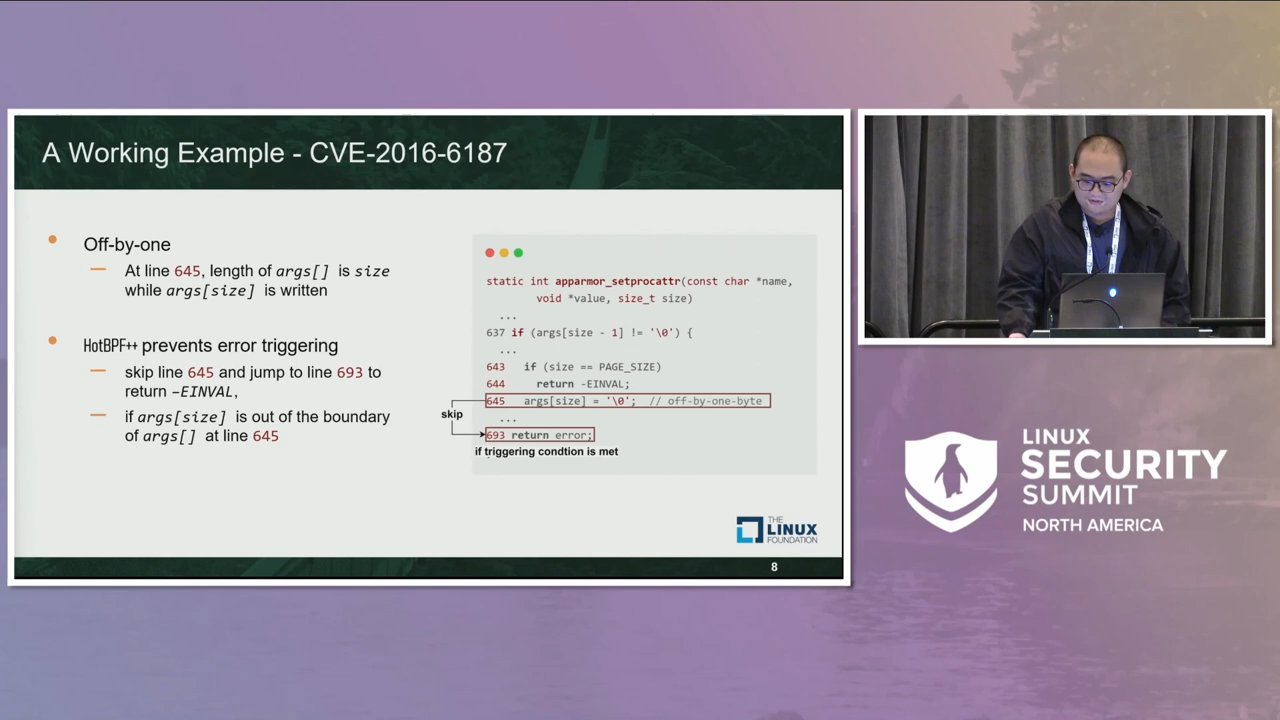 A Working Example - CVE-2016-6187
Off-by-one
At line 645, length of args[] is size
while args[size] is written
HotBPF++ prevents error triggering
skip line 645 and jump to line 693 to
return –EINVAL,
if args[size] is out of the boundary
of args[] at line 645
static int apparmor_setprocattr(const char *name,
void *value, size_t size)
...
637 if (args[size - 1] != '\0') {
...
643 if (size == PAGE_SIZE)
644 return -EINVAL;
645 args[size] = '\0'; // off-by-one-byte
...
693 return error;
skip
if triggering condtion is met
THE
LINUX
FOUNDATION
8
LINUX
SECURITY
SUMMIT
NORTH AMERICA